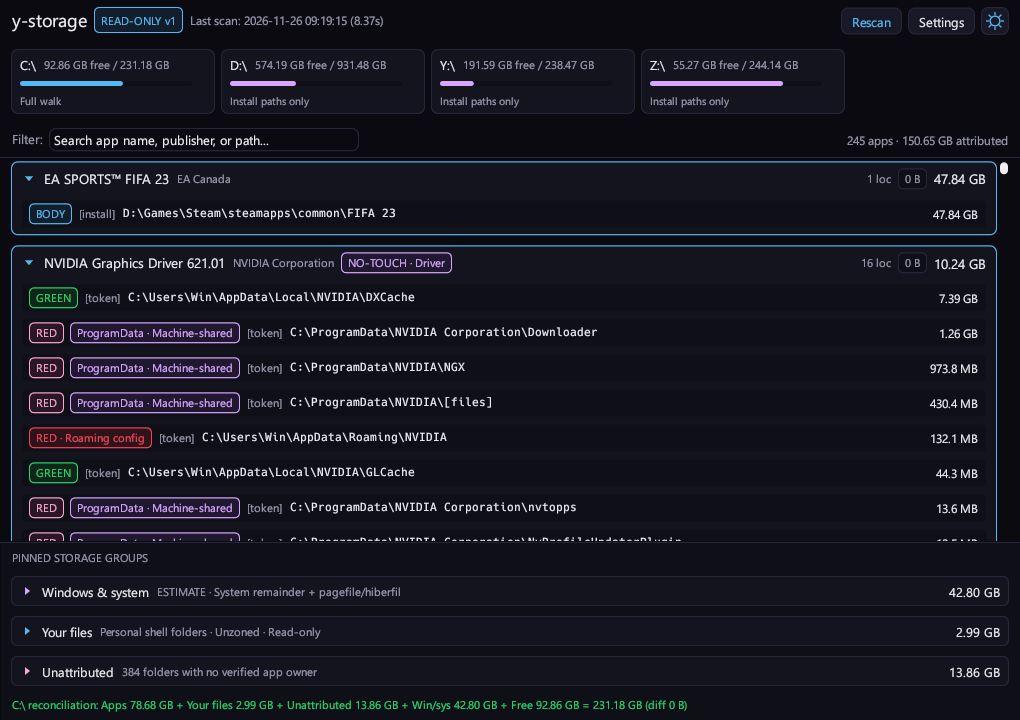 y-storage READ-ONLY v1 Last scan: 2026-11-26 09:19:15 (8.37s) Rescan Settings
C:\ 92.86 GB free / 231.18 GB D:\ 574.19 GB free / 931.48 GB Y:\ 191.59 GB free / 238.47 GB Z:\ 55.27 GB free / 244.14 GB
Full walk Install paths only Install paths only Install paths only
Filter: Search app name, publisher, or path... 245 apps · 150.65 GB attributed
EA SPORTS™ FIFA 23 EA Canada 1 loc 0 B 47.84 GB
BODY [install] D:\Games\Steam\steamapps\common\FIFA 23 47.84 GB
NVIDIA Graphics Driver 621.01 NVIDIA Corporation NO-TOUCH · Driver 16 loc 0 B 10.24 GB
GREEN [token] C:\Users\Win\AppData\Local\NVIDIA\DXCache 7.39 GB
RED ProgramData · Machine-shared [token] C:\ProgramData\NVIDIA Corporation\Downloader 1.26 GB
RED ProgramData · Machine-shared [token] C:\ProgramData\NVIDIA\NGX 973.8 MB
RED ProgramData · Machine-shared [token] C:\ProgramData\NVIDIA\[files] 430.4 MB
RED · Roaming config [token] C:\Users\Win\AppData\Roaming\NVIDIA 132.1 MB
GREEN [token] C:\Users\Win\AppData\Local\NVIDIA\GLCache 44.3 MB
RED ProgramData · Machine-shared [token] C:\ProgramData\NVIDIA Corporation\nvtopps 13.6 MB
RED ProgramData · Machine-shared [token]
PINNED STORAGE GROUPS
Windows & system ESTIMATE · System remainder + pagefile/hiberfil 42.80 GB
Your files Personal shell folders · Unzoned · Read-only 2.99 GB
Unattributed 384 folders with no verified app owner 13.86 GB
C:\ reconciliation: Apps 78.68 GB + Your files 2.99 GB + Unattributed 13.86 GB + Win/sys 42.80 GB + Free 92.86 GB = 231.18 GB (diff 0 B)